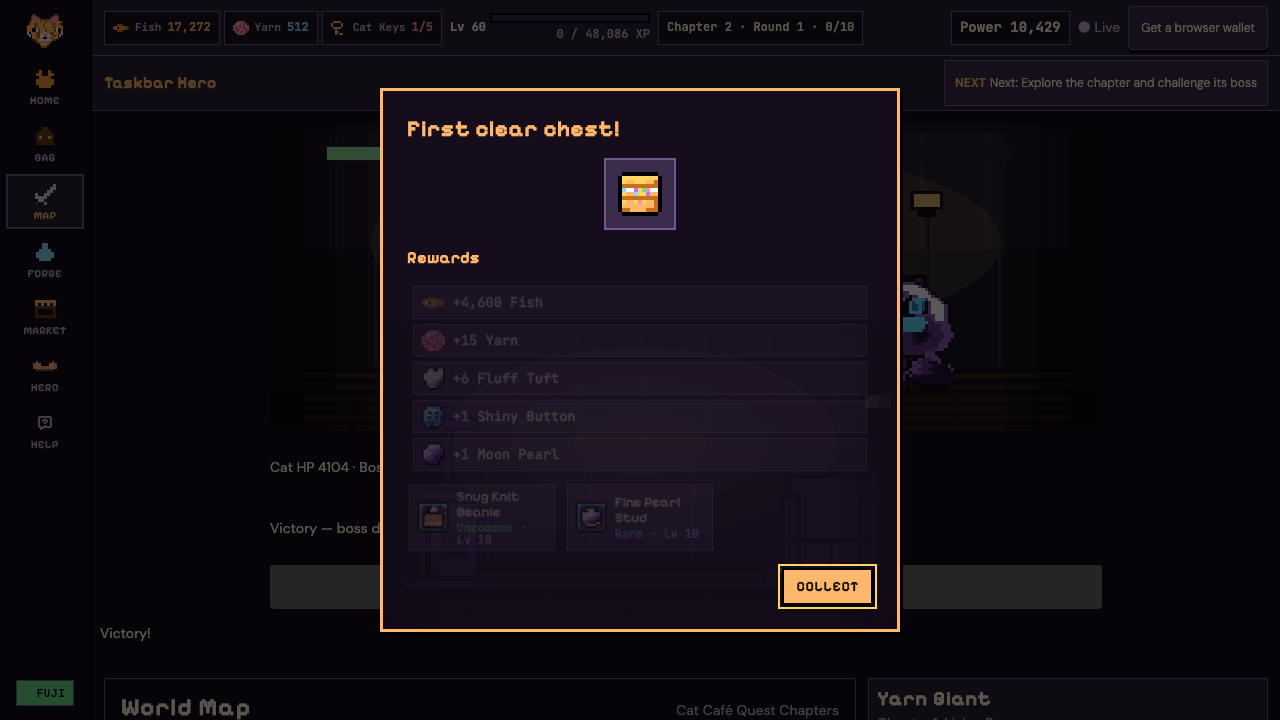 Fish 17,272
Yarn 512
Cat Keys 1/5
Lv 60
0 / 48,086 XP
Chapter 2 · Round 1 · 0/10
Power 10,429
Live
Get a browser wallet
Taskbar Hero
NEXT Next: Explore the chapter and challenge its boss
HOME
BAG
MAP
FORGE
MARKET
HERO
HELP
FUJI
First clear chest!
Rewards
+4,600 Fish
+15 Yarn
+6 Fluff Tuft
+1 Shiny Button
+1 Moon Pearl
Snug Knit
Beanie
Uncommon ·
Lv 10
Fine Pearl
Stud
Rare · Lv 10
COLLECT
Cat HP 4104 · Bos
Victory — boss d
Victory!
World Map
Cat Café Quest Chapters
Yarn Giant